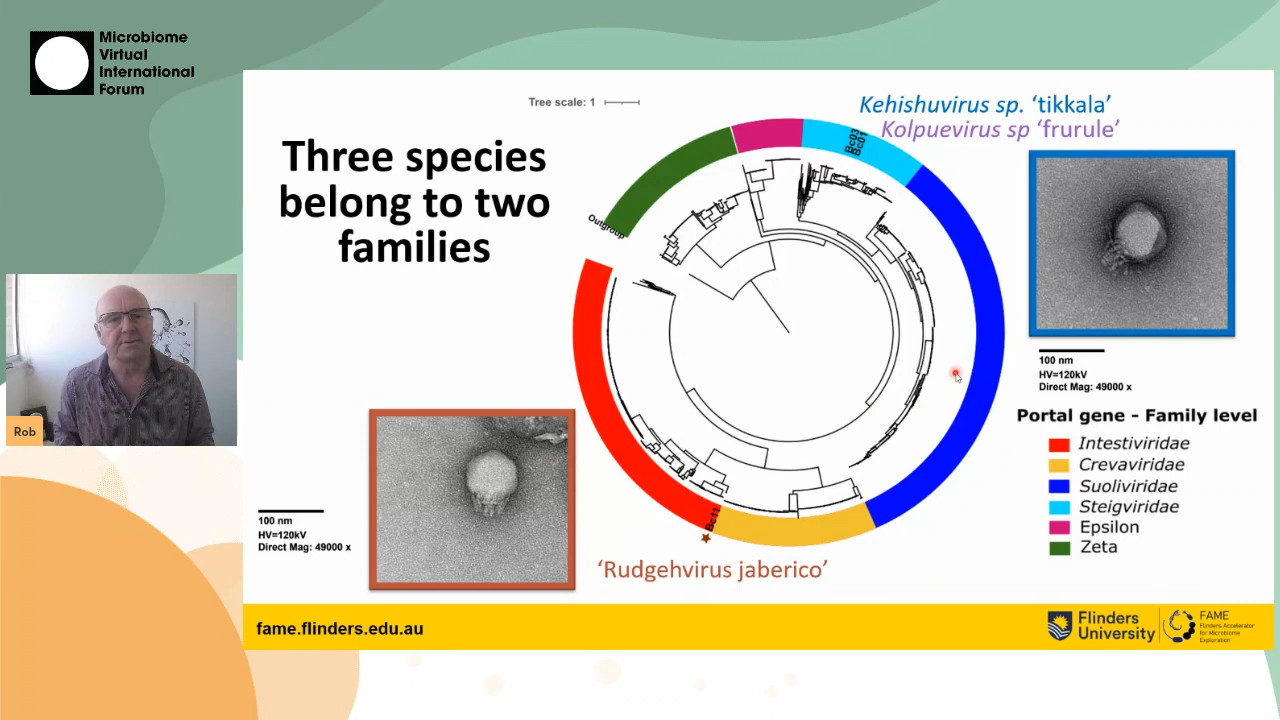 Microbiome
Virtual
International
Forum
Tree scale: 1
Kehishuvirus sp. ‘tikkala’
Kolpuevirus sp ‘frurule’
Three species
belong to two
families
Bc03
Bc01
Outgroup
100 nm
HV=120kV
Direct Mag: 49000 x
Portal gene - Family level
Intestiviridae
Crevaviridae
Suoliviridae
Steigviridae
Epsilon
Zeta
Rob
100 nm
HV=120kV
Direct Mag: 49000 x
Bc11
‘Rudgehvirus jaberico’
fame.flinders.edu.au
Flinders
University
FAME
Flinders Accelerator
for Microbiome
Exploration